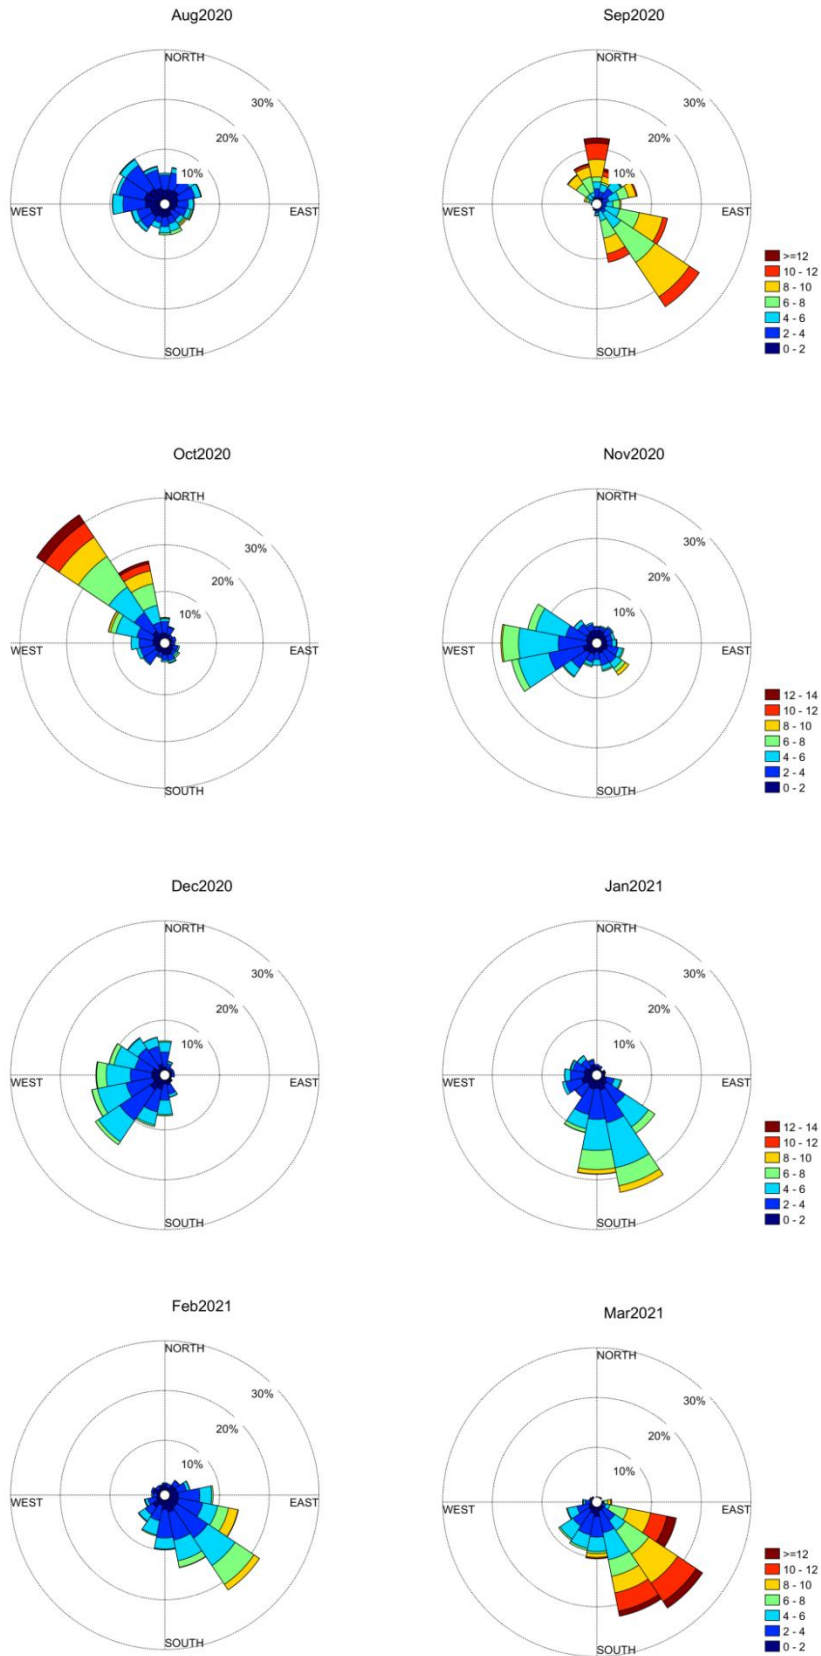 Aug2020
NORTH
30%
20%
10%
WEST
EAST
SOUTH
Sep2020
NORTH
30%
20%
10%
WEST
EAST
SOUTH
>=12
10 - 12
8 - 10
6 - 8
4 - 6
2 - 4
0 - 2
Oct2020
NORTH
30%
20%
10%
WEST
EAST
SOUTH
Nov2020
NORTH
30%
20%
10%
WEST
EAST
SOUTH
12 - 14
10 - 12
8 - 10
6 - 8
4 - 6
2 - 4
0 - 2
Dec2020
NORTH
30%
20%
10%
WEST
EAST
SOUTH
Jan2021
NORTH
30%
20%
10%
WEST
EAST
SOUTH
12 - 14
10 - 12
8 - 10
6 - 8
4 - 6
2 - 4
0 - 2
Feb2021
NORTH
30%
20%
10%
WEST
EAST
SOUTH
Mar2021
NORTH
30%
20%
10%
WEST
EAST
SOUTH
>=12
10 - 12
8 - 10
6 - 8
4 - 6
2 - 4
0 - 2